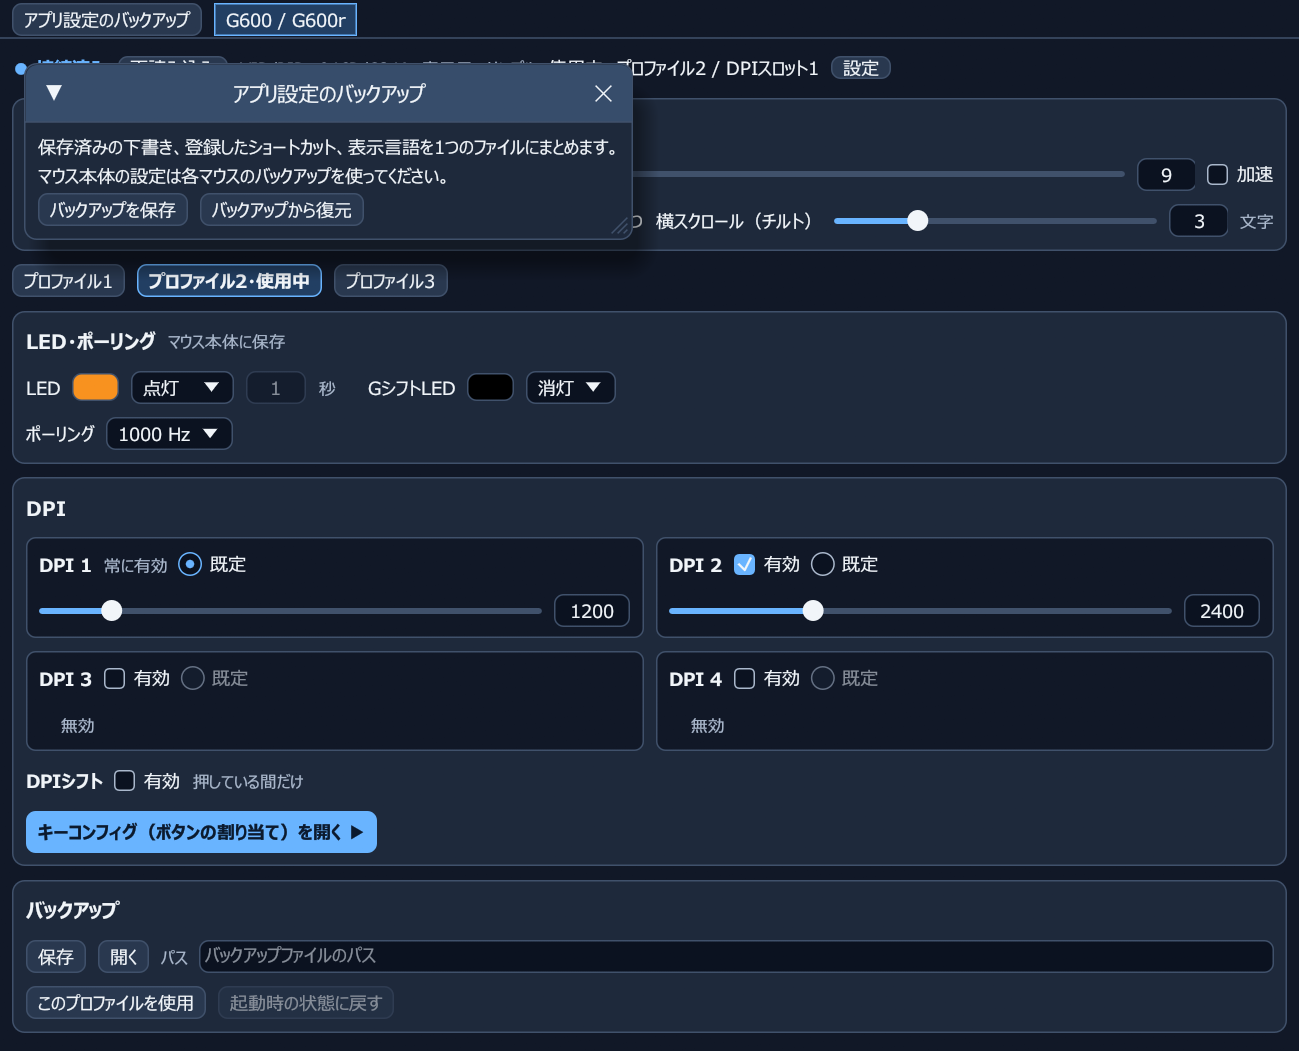 アプリ設定のバックアップ G600 / G600r
プロファイル2 / DPIスロット1 設定
▼ アプリ設定のバックアップ
保存済みの下書き、登録したショートカット、表示言語を1つのファイルにまとめます。
マウス本体の設定は各マウスのバックアップを使ってください。
バックアップを保存 バックアップから復元
9 加速
横スクロール（チルト） 3 文字
プロファイル1 プロファイル2・使用中 プロファイル3
LED・ポーリング マウス本体に保存
LED 点灯 ▼ 1 秒 GシフトLED 消灯 ▼
ポーリング 1000 Hz ▼
DPI
DPI 1 常に有効 既定
1200
DPI 2 有効 既定
2400
DPI 3 有効 既定
無効
DPI 4 有効 既定
無効
DPIシフト 有効 押している間だけ
キーコンフィグ（ボタンの割り当て）を開く ▶
バックアップ
保存 開く パス バックアップファイルのパス
このプロファイルを使用 起動時の状態に戻す